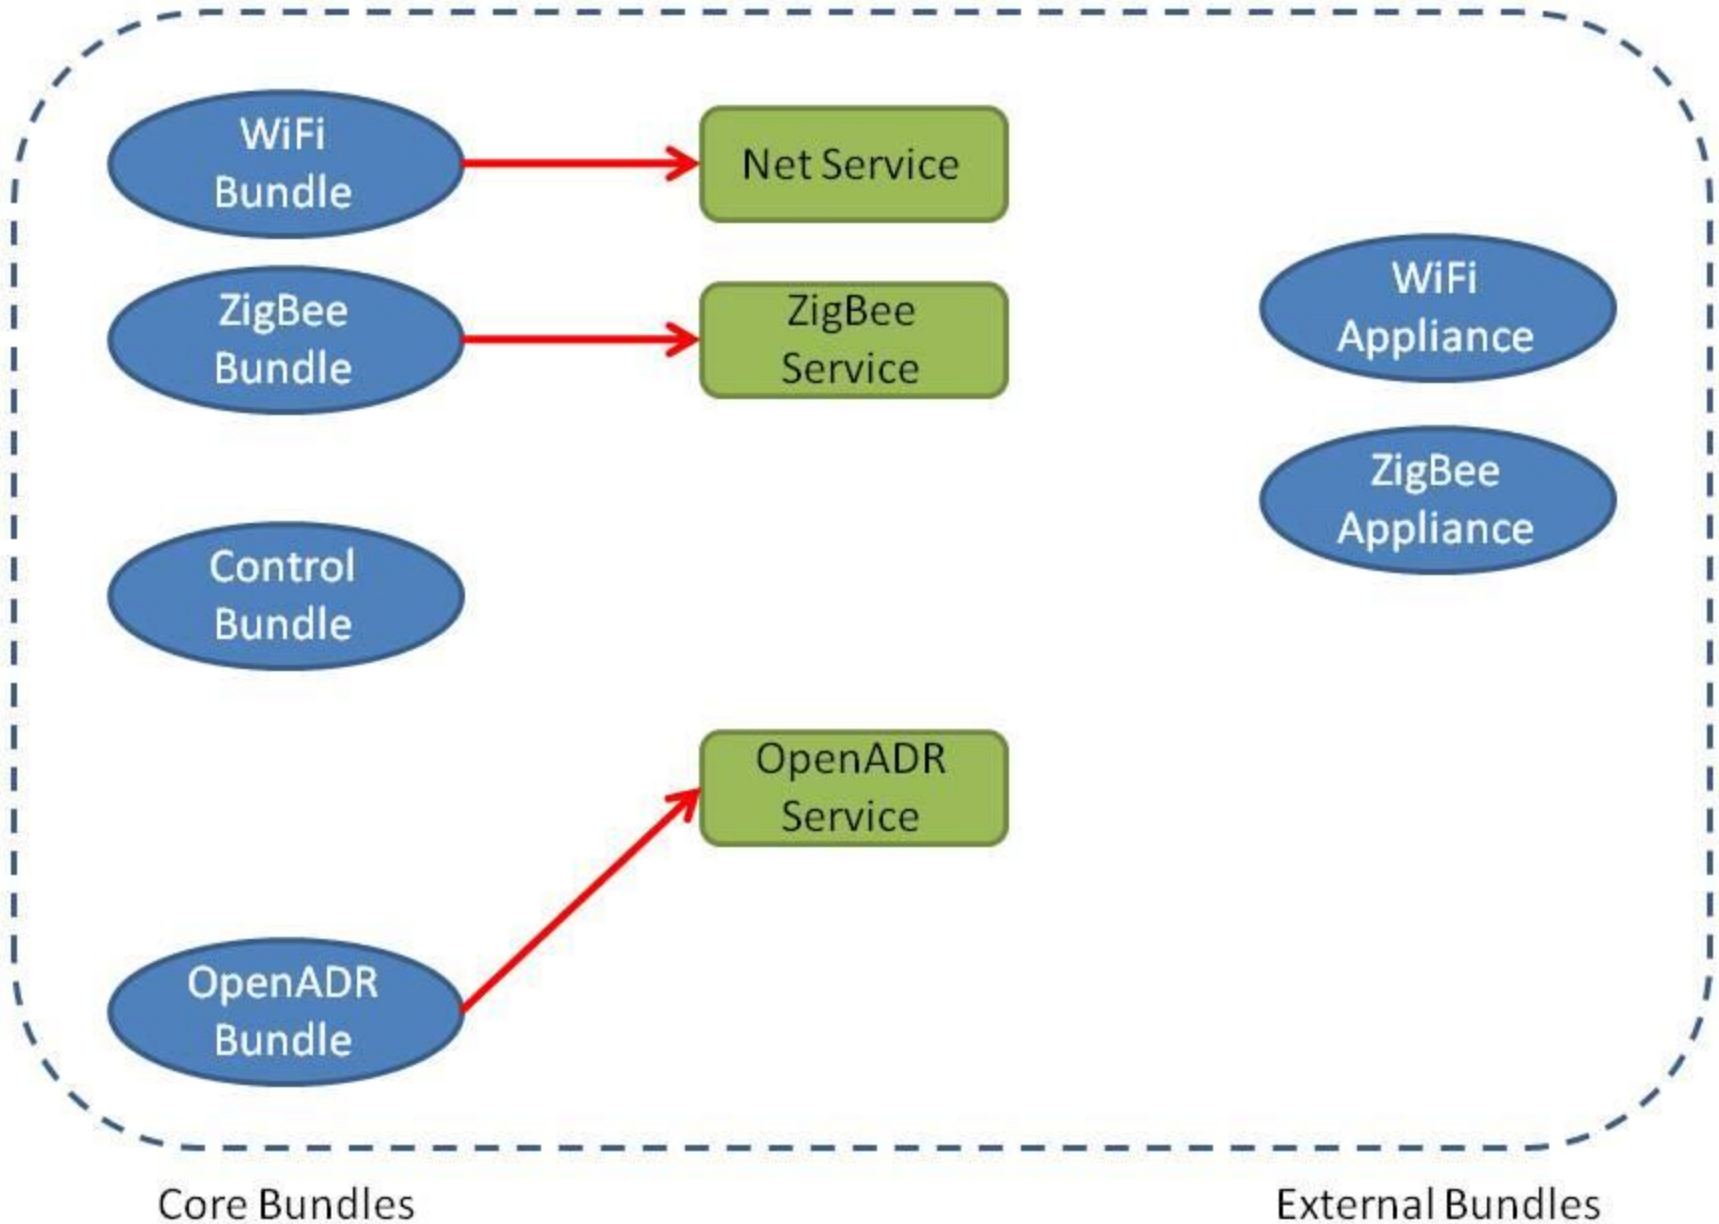 WiFi
Bundle
Net Service
ZigBee
Bundle
ZigBee
Service
WiFi
Appliance
ZigBee
Appliance
Control
Bundle
OpenADR
Service
OpenADR
Bundle
Core Bundles
External Bundles